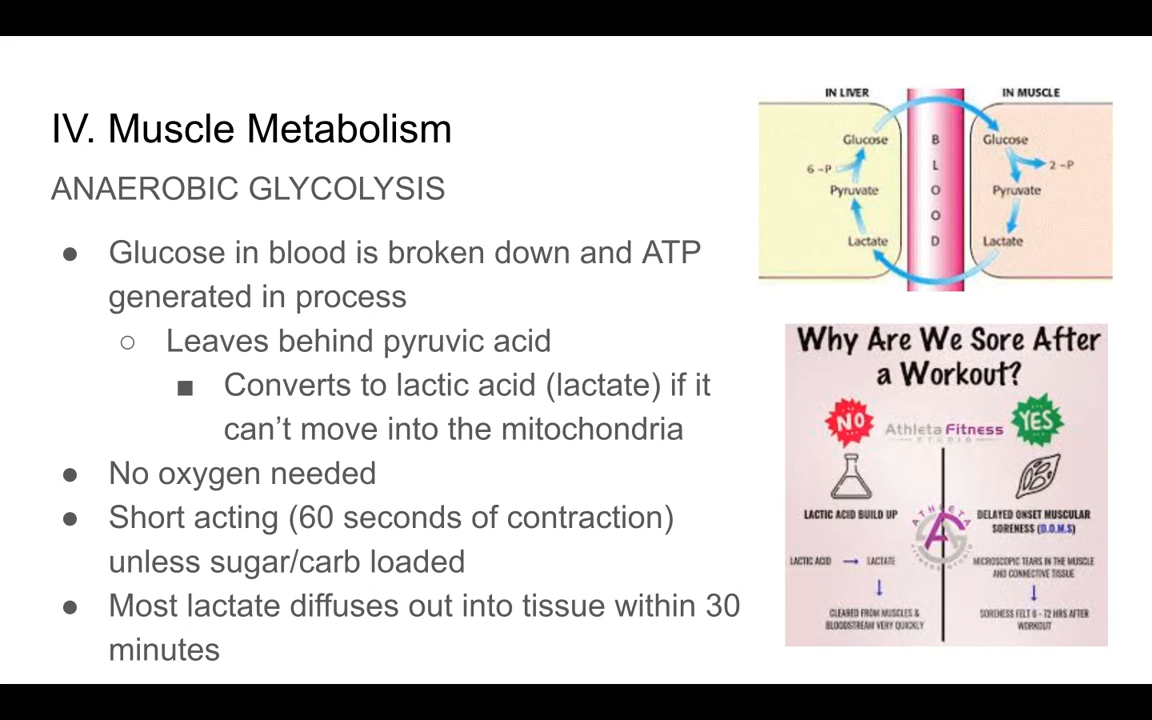 IV. Muscle Metabolism
ANAEROBIC GLYCOLYSIS
● Glucose in blood is broken down and ATP
generated in process
○ Leaves behind pyruvic acid
■ Converts to lactic acid (lactate) if it
can't move into the mitochondria
● No oxygen needed
● Short acting (60 seconds of contraction)
unless sugar/carb loaded
● Most lactate diffuses out into tissue within 30
minutes
IN LIVER
IN MUSCLE
BLOOD
Glucose
6 ~P
Pyruvate
Lactate
Glucose
2 ~P
Pyruvate
Lactate
Why Are We Sore After
a Workout?
NO
Athleta Fitness
STUDIO
YES
LACTIC ACID BUILD UP
LACTIC ACID → LACTATE
CLEARED FROM MUSCLES &
BLOODSTREAM VERY QUICKLY
ATHLETA
FITNESS STUDIO
DELAYED ONSET MUSCULAR
SORENESS (D.O.M.S)
MICROSCOPIC TEARS IN THE MUSCLE
AND CONNECTIVE TISSUE
SORENESS FELT 6 - 72 HRS AFTER
WORKOUT